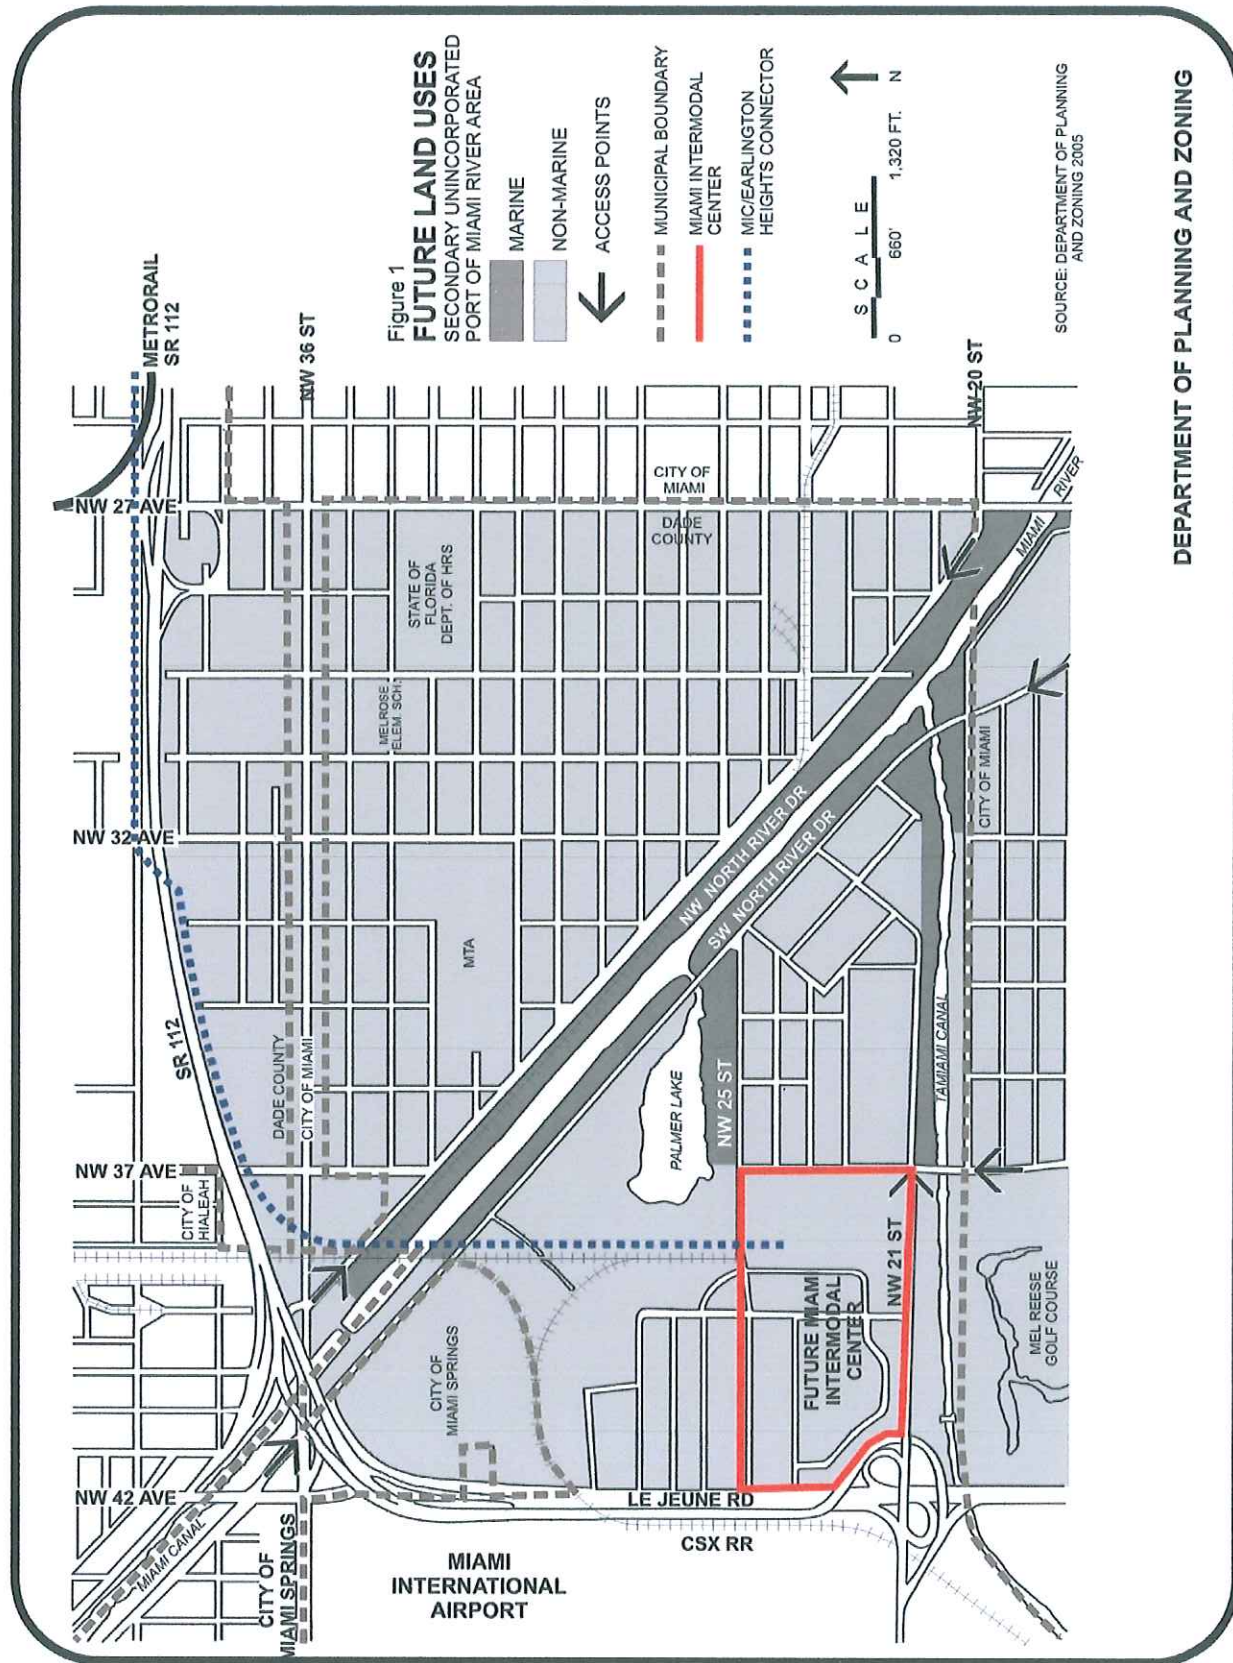 Figure 1
FUTURE LAND USES
SECONDARY UNINCORPORATED
PORT OF MIAMI RIVER AREA
MARINE
NON-MARINE
ACCESS POINTS
MUNICIPAL BOUNDARY
MIAMI INTERMODAL
CENTER
MIC/EARLINGTON
HEIGHTS CONNECTOR
S C A L E
0 660' 1,320 FT. N
SOURCE: DEPARTMENT OF PLANNING
AND ZONING 2005
DEPARTMENT OF PLANNING AND ZONING
METRORAIL
SR 112
NW 36 ST
NW 20 ST
NW 27 AVE
CITY OF
MIAMI
DADE
COUNTY
MIAMI
RIVER
STATE OF
FLORIDA
DEPT. OF HRS
MELROSE
ELEM. SCH.
NW 32 AVE
CITY OF MIAMI
NW NORTH RIVER DR
SW NORTH RIVER DR
MTA
SR 112
DADE COUNTY
CITY OF MIAMI
PALMER LAKE
NW 25 ST
TAMIAMI CANAL
NW 37 AVE
CITY OF
HIALEAH
NW 21 ST
FUTURE MIAMI
INTERMODAL
CENTER
MEL REESE
GOLF COURSE
CITY OF
MIAMI SPRINGS
NW 42 AVE
LE JEUNE RD
CSX RR
MIAMI CANAL
CITY OF
MIAMI SPRINGS
MIAMI
INTERNATIONAL
AIRPORT